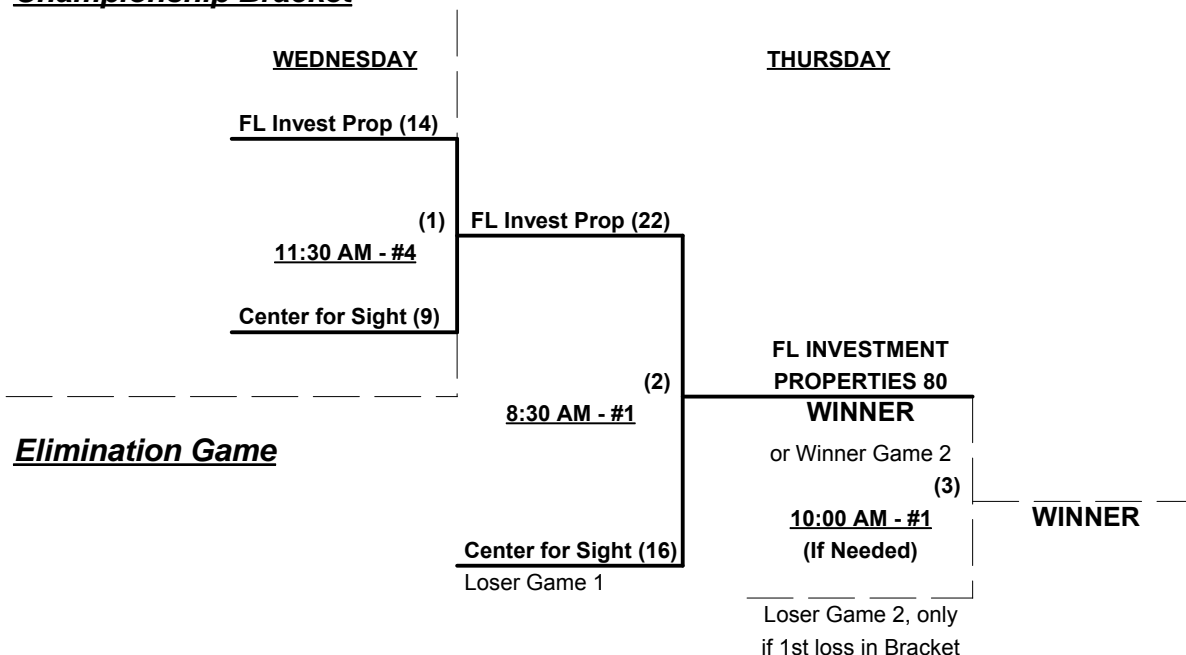 Championship Bracket
WEDNESDAY
THURSDAY
FL Invest Prop (14)
(1)
FL Invest Prop (22)
11:30 AM - #4
Center for Sight (9)
FL INVESTMENT
PROPERTIES 80
(2)
WINNER
8:30 AM - #1
Elimination Game
or Winner Game 2
(3)
10:00 AM - #1
WINNER
(If Needed)
Center for Sight (16)
Loser Game 1
Loser Game 2, only
if 1st loss in Bracket